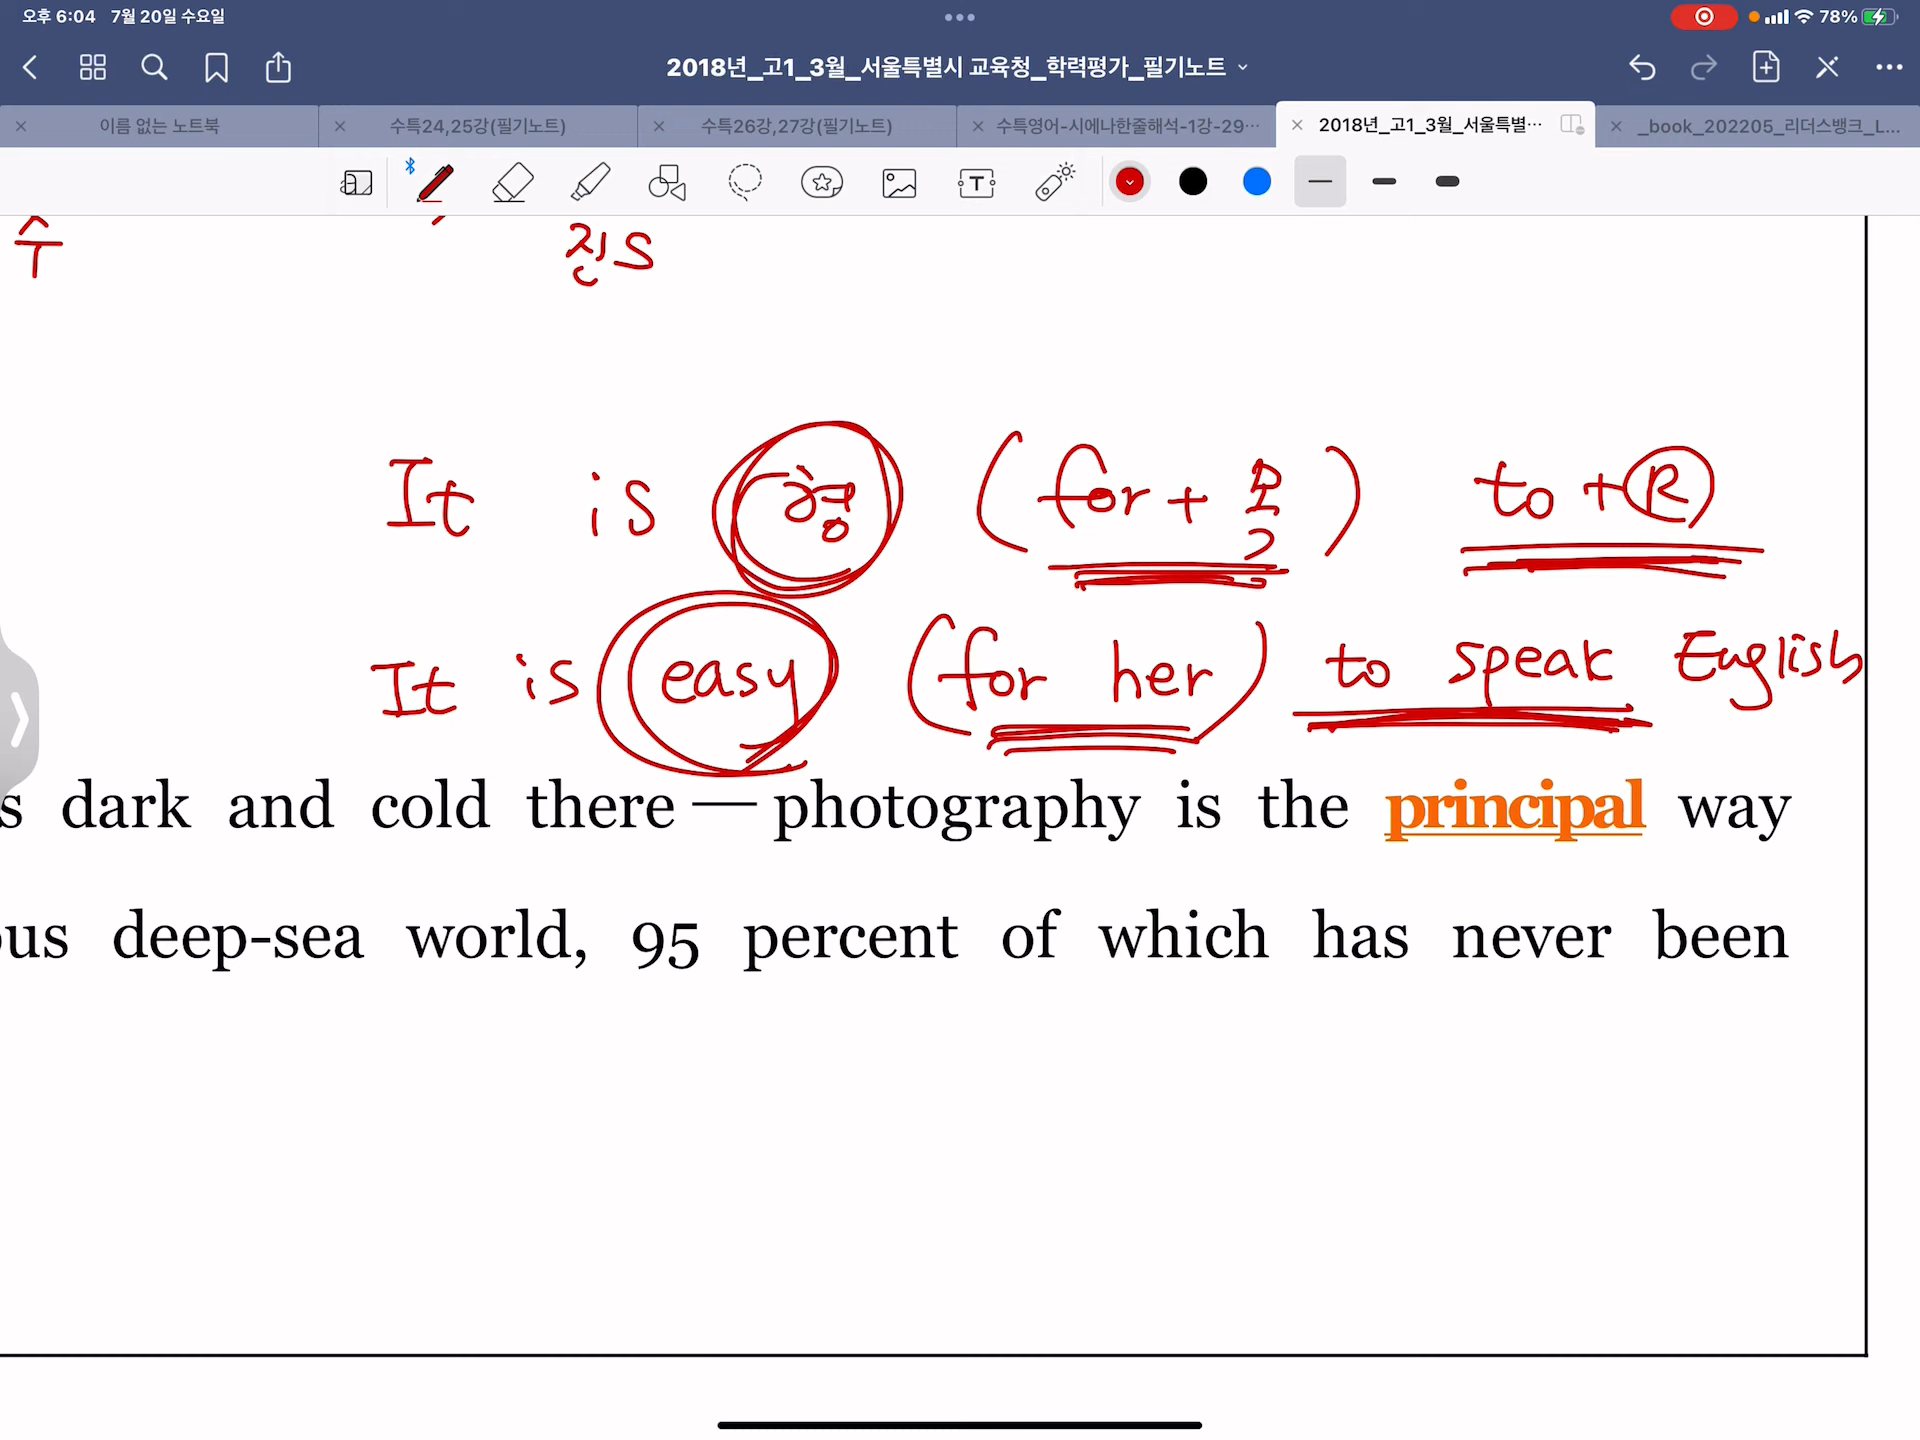 오후 6:04 7월 20일 수요일 78%
2018년_고1_3월_서울특별시 교육청_학력평가_필기노트
이름 없는 노트북 수특24,25강(필기노트) 수특26강,27강(필기노트) 수특영어-시에나한줄해석-1강-29… 2018년_고1_3월_서울특별… _book_202205_리더스뱅크_L...
진S
It is 형 (for + 목) to +R
It is easy (for her) to speak English
s dark and cold there — photography is the principal way
ous deep-sea world, 95 percent of which has never been